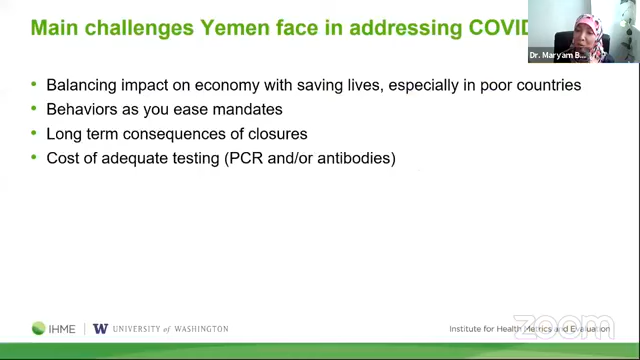 Main challenges Yemen face in addressing COVID
Dr. Maryam B...
• Balancing impact on economy with saving lives, especially in poor countries
• Behaviors as you ease mandates
• Long term consequences of closures
• Cost of adequate testing (PCR and/or antibodies)
IHME
W UNIVERSITY of WASHINGTON
Institute for Health Metrics and Evaluation
zoom